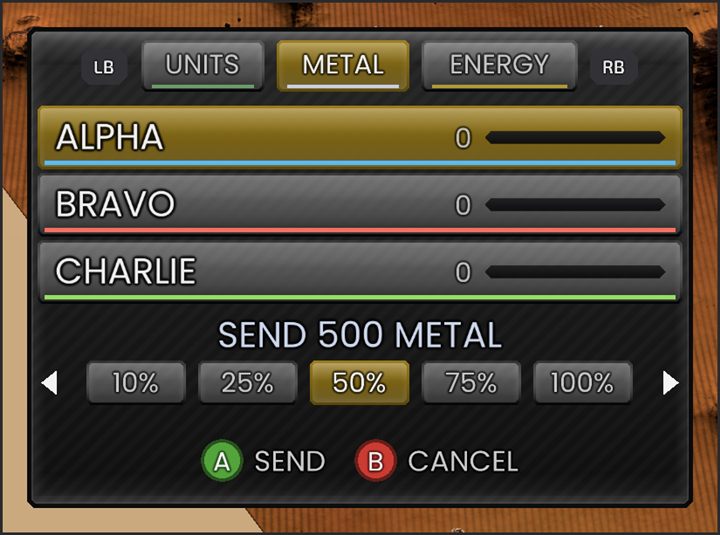 LB UNITS METAL ENERGY RB
ALPHA 0
BRAVO 0
CHARLIE 0
SEND 500 METAL
10% 25% 50% 75% 100%
A SEND B CANCEL